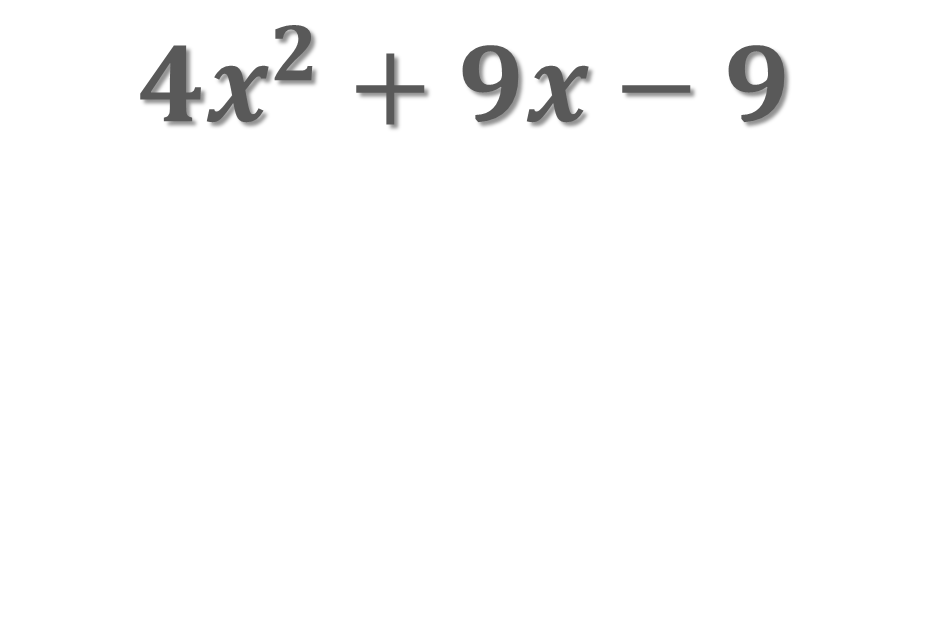 4x² + 9x − 9